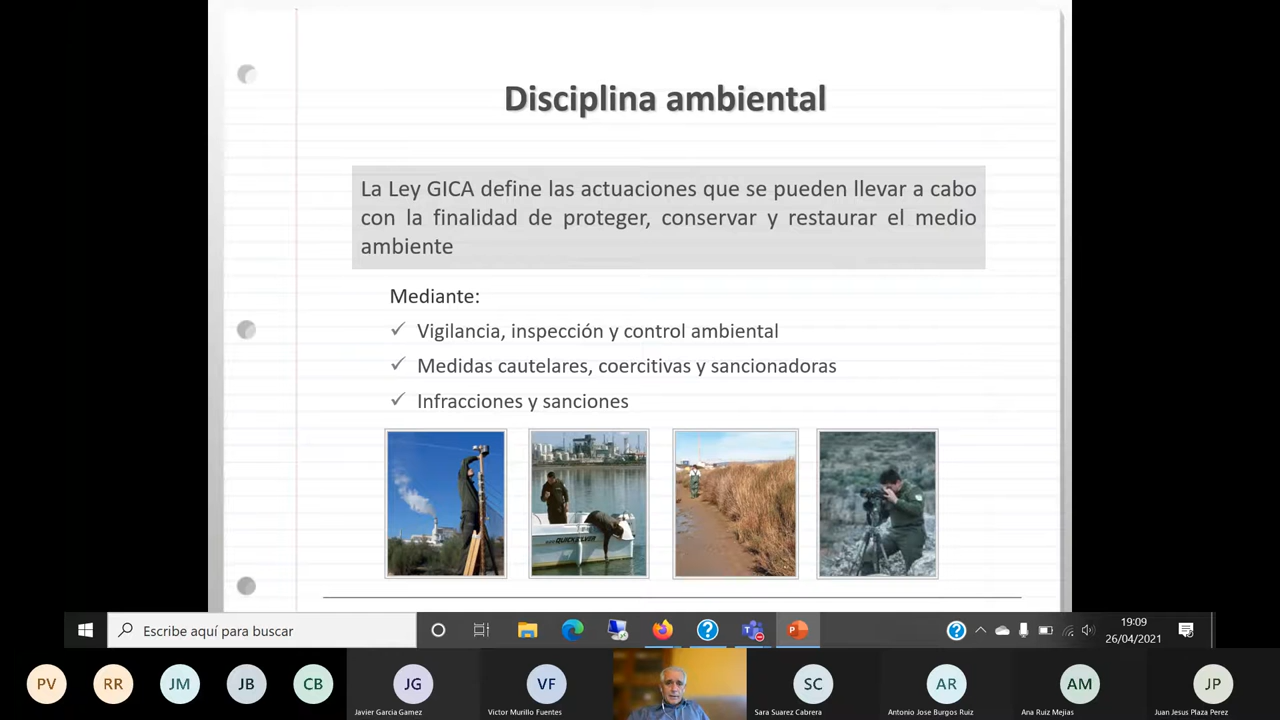 Disciplina ambiental
La Ley GICA define las actuaciones que se pueden llevar a cabo
con la finalidad de proteger, conservar y restaurar el medio
ambiente
Mediante:
✓ Vigilancia, inspección y control ambiental
✓ Medidas cautelares, coercitivas y sancionadoras
✓ Infracciones y sanciones
QUICKSILVER
Escribe aquí para buscar
19:09
26/04/2021
PV
RR
JM
JB
CB
JG
Javier Garcia Gamez
VF
Victor Murillo Fuentes
SC
Sara Suarez Cabrera
AR
Antonio Jose Burgos Ruiz
AM
Ana Ruiz Mejias
JP
Juan Jesus Plaza Perez